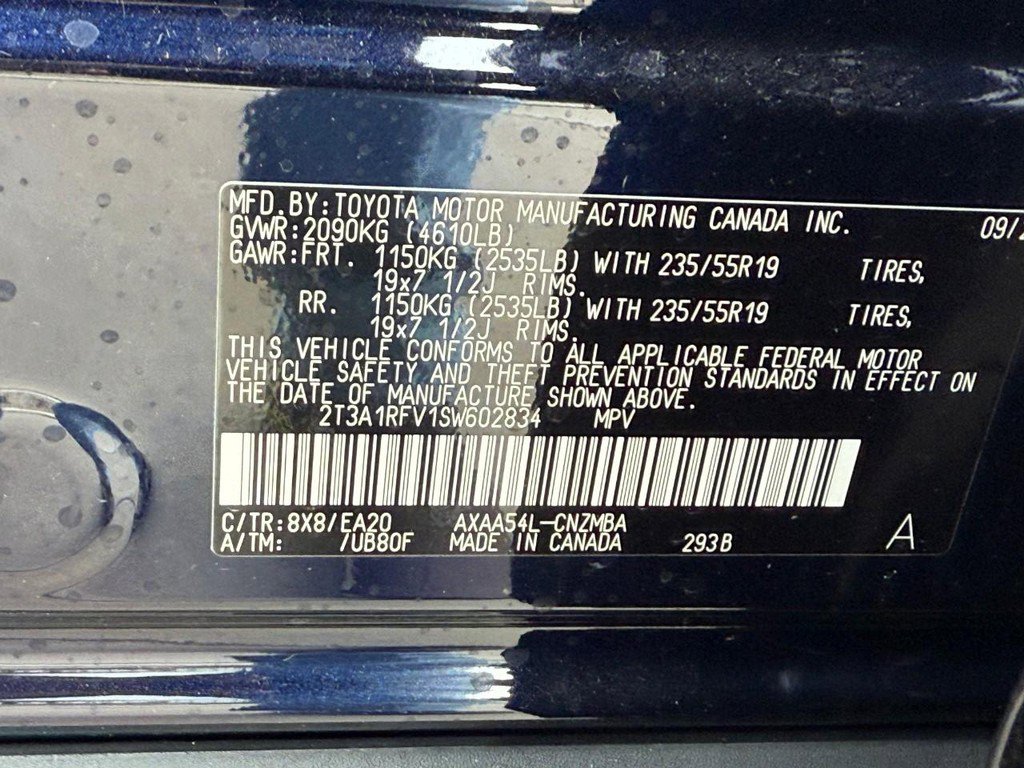 MFD.BY:TOYOTA MOTOR MANUFACTURING CANADA INC. 09/
GVWR:2090KG (4610LB)
GAWR:FRT. 1150KG (2535LB) WITH 235/55R19 TIRES,
19x7 1/2J RIMS.
RR. 1150KG (2535LB) WITH 235/55R19 TIRES,
19x7 1/2J RIMS.
THIS VEHICLE CONFORMS TO ALL APPLICABLE FEDERAL MOTOR
VEHICLE SAFETY AND THEFT PREVENTION STANDARDS IN EFFECT ON
THE DATE OF MANUFACTURE SHOWN ABOVE.
2T3A1RFV1SW602834 MPV
C/TR:8X8/EA20 AXAA54L-CNZMBA
A/TM: /UB80F MADE IN CANADA 293B A